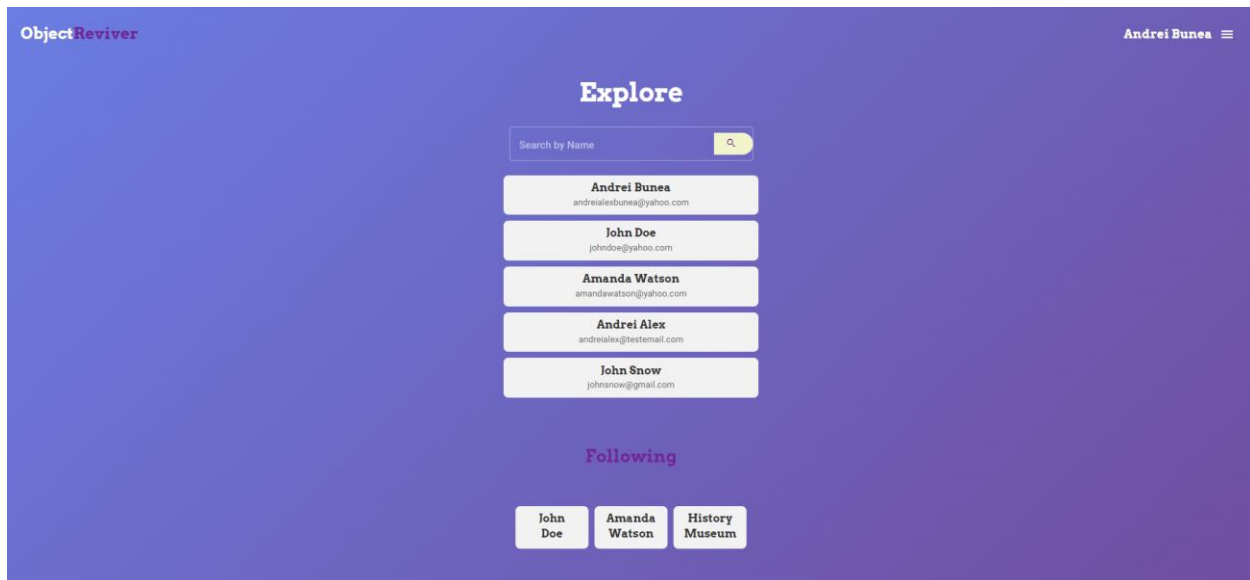 ObjectReviver
Andrei Bunea
Explore
Search by Name
Andrei Bunea
andreialexbunea@yahoo.com
John Doe
johndoe@yahoo.com
Amanda Watson
amandawatson@yahoo.com
Andrei Alex
andreialex@testemail.com
John Snow
johnsnow@gmail.com
Following
John
Doe
Amanda
Watson
History
Museum